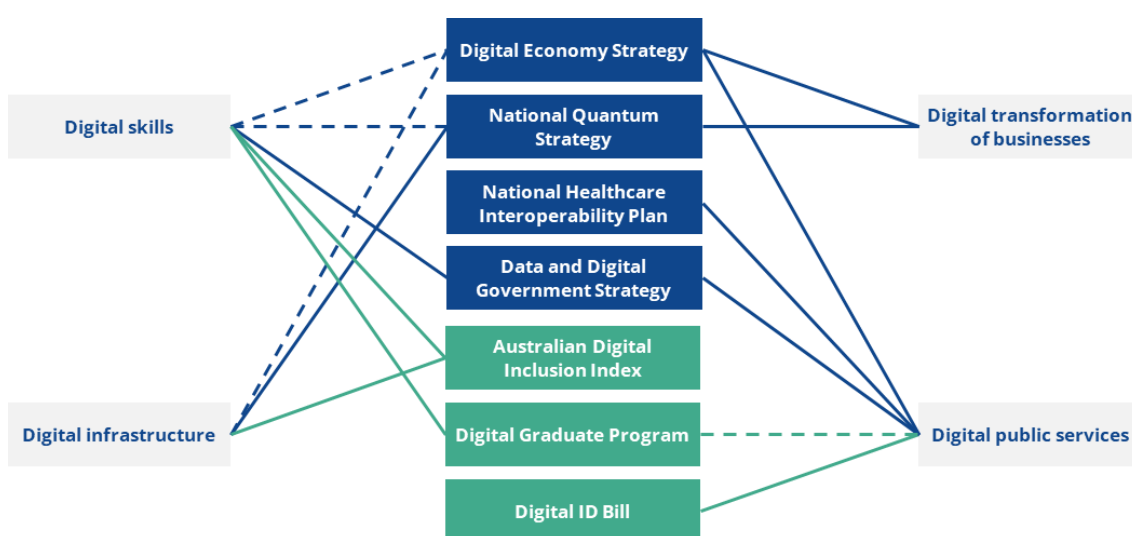 Digital Economy Strategy
Digital skills
National Quantum
Strategy
Digital transformation
of businesses
National Healthcare
Interoperability Plan
Data and Digital
Government Strategy
Australian Digital
Inclusion Index
Digital infrastructure
Digital Graduate Program
Digital public services
Digital ID Bill